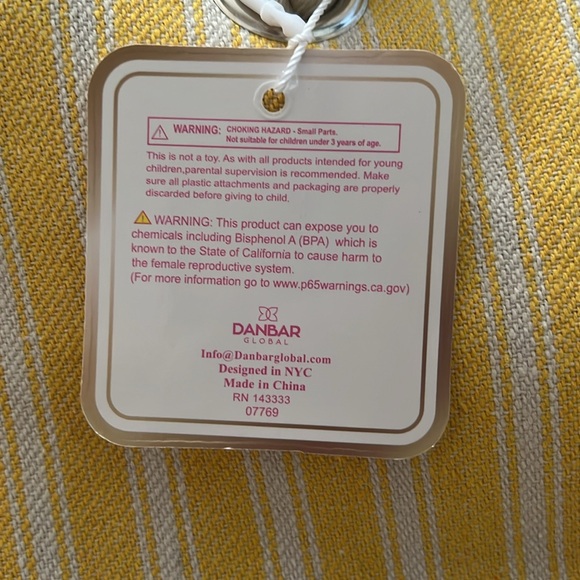 WARNING: CHOKING HAZARD - Small Parts.
Not suitable for children under 3 years of age.
This is not a toy. As with all products intended for young
children,parental supervision is recommended. Make
sure all plastic attachments and packaging are properly
discarded before giving to child.
WARNING: This product can expose you to
chemicals including Bisphenol A (BPA) which is
known to the State of California to cause harm to
the female reproductive system.
(For more information go to www.p65warnings.ca.gov)
DANBAR
GLOBAL
Info@Danbarglobal.com
Designed in NYC
Made in China
RN 143333
07769